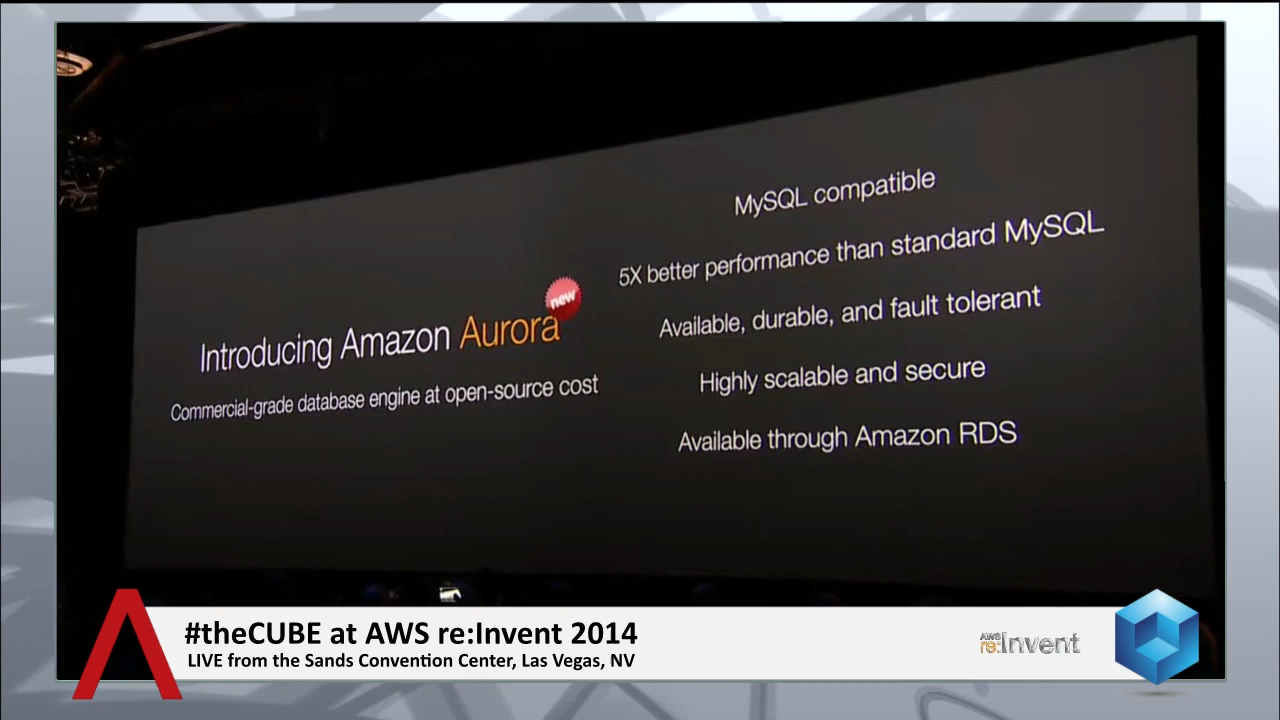 Introducing Amazon Aurora
new
Commercial-grade database engine at open-source cost
MySQL compatible
5X better performance than standard MySQL
Available, durable, and fault tolerant
Highly scalable and secure
Available through Amazon RDS
#theCUBE at AWS re:Invent 2014
LIVE from the Sands Convention Center, Las Vegas, NV
AWS
re:Invent